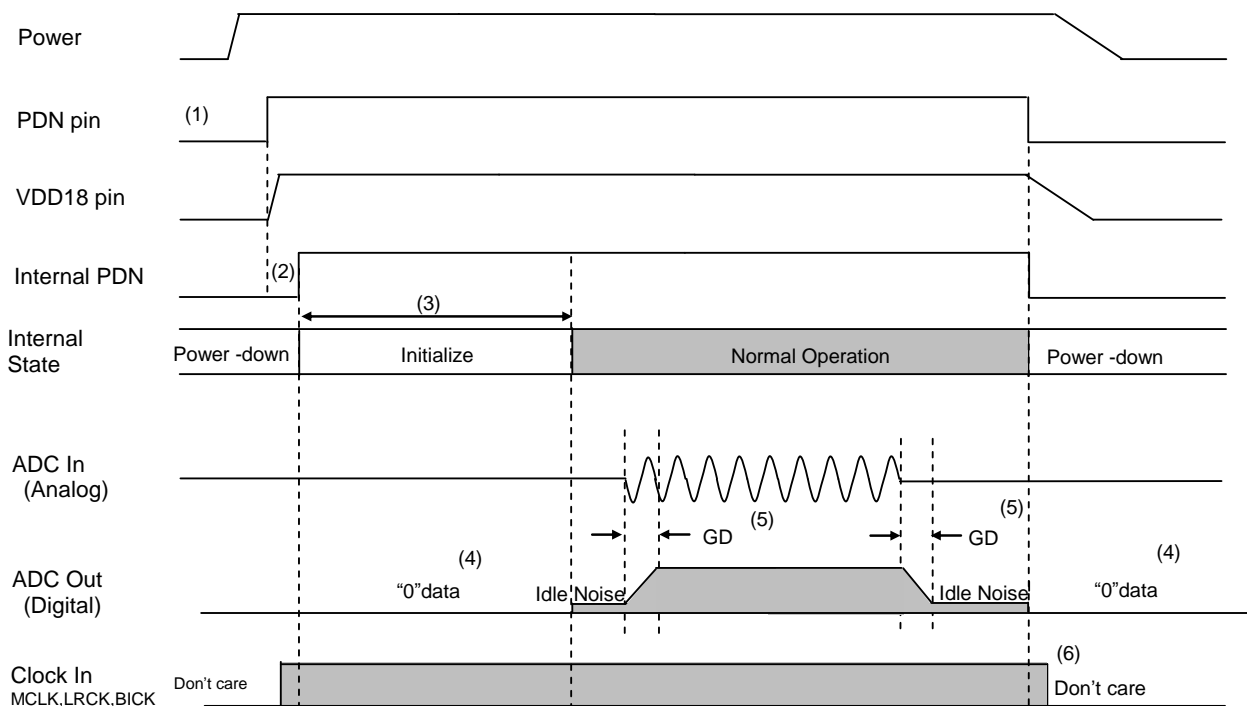 Power
PDN pin
(1)
VDD18 pin
Internal PDN
(2)
(3)
Internal
State
Power -down
Initialize
Normal Operation
Power -down
ADC In
(Analog)
GD
(5)
GD
(5)
ADC Out
(Digital)
(4)
“0”data
Idle Noise
Idle Noise
(4)
“0”data
Clock In
MCLK,LRCK,BICK
Don’t care
(6)
Don’t care